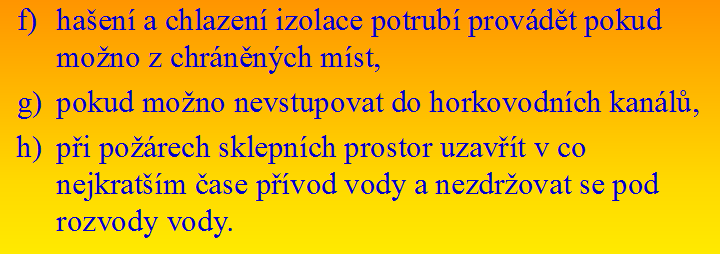 f) hašení a chlazení izolace potrubí provádět pokud
možno z chráněných míst,
g) pokud možno nevstupovat do horkovodních kanálů,
h) při požárech sklepních prostor uzavřít v co
nejkratším čase přívod vody a nezdržovat se pod
rozvody vody.